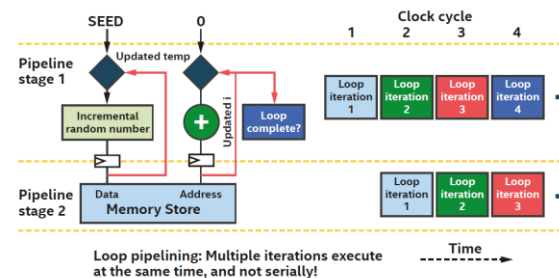 SEED
0
Clock cycle
1
2
3
4
Pipeline
stage 1
Updated temp
Incremental
random number
+
Updated i
Loop
complete?
Loop
iteration
1
Loop
iteration
2
Loop
iteration
3
Loop
iteration
4
Pipeline
stage 2
Data
Address
Memory Store
Loop
iteration
1
Loop
iteration
2
Loop
iteration
3
Loop pipelining: Multiple iterations execute
at the same time, and not serially!
Time